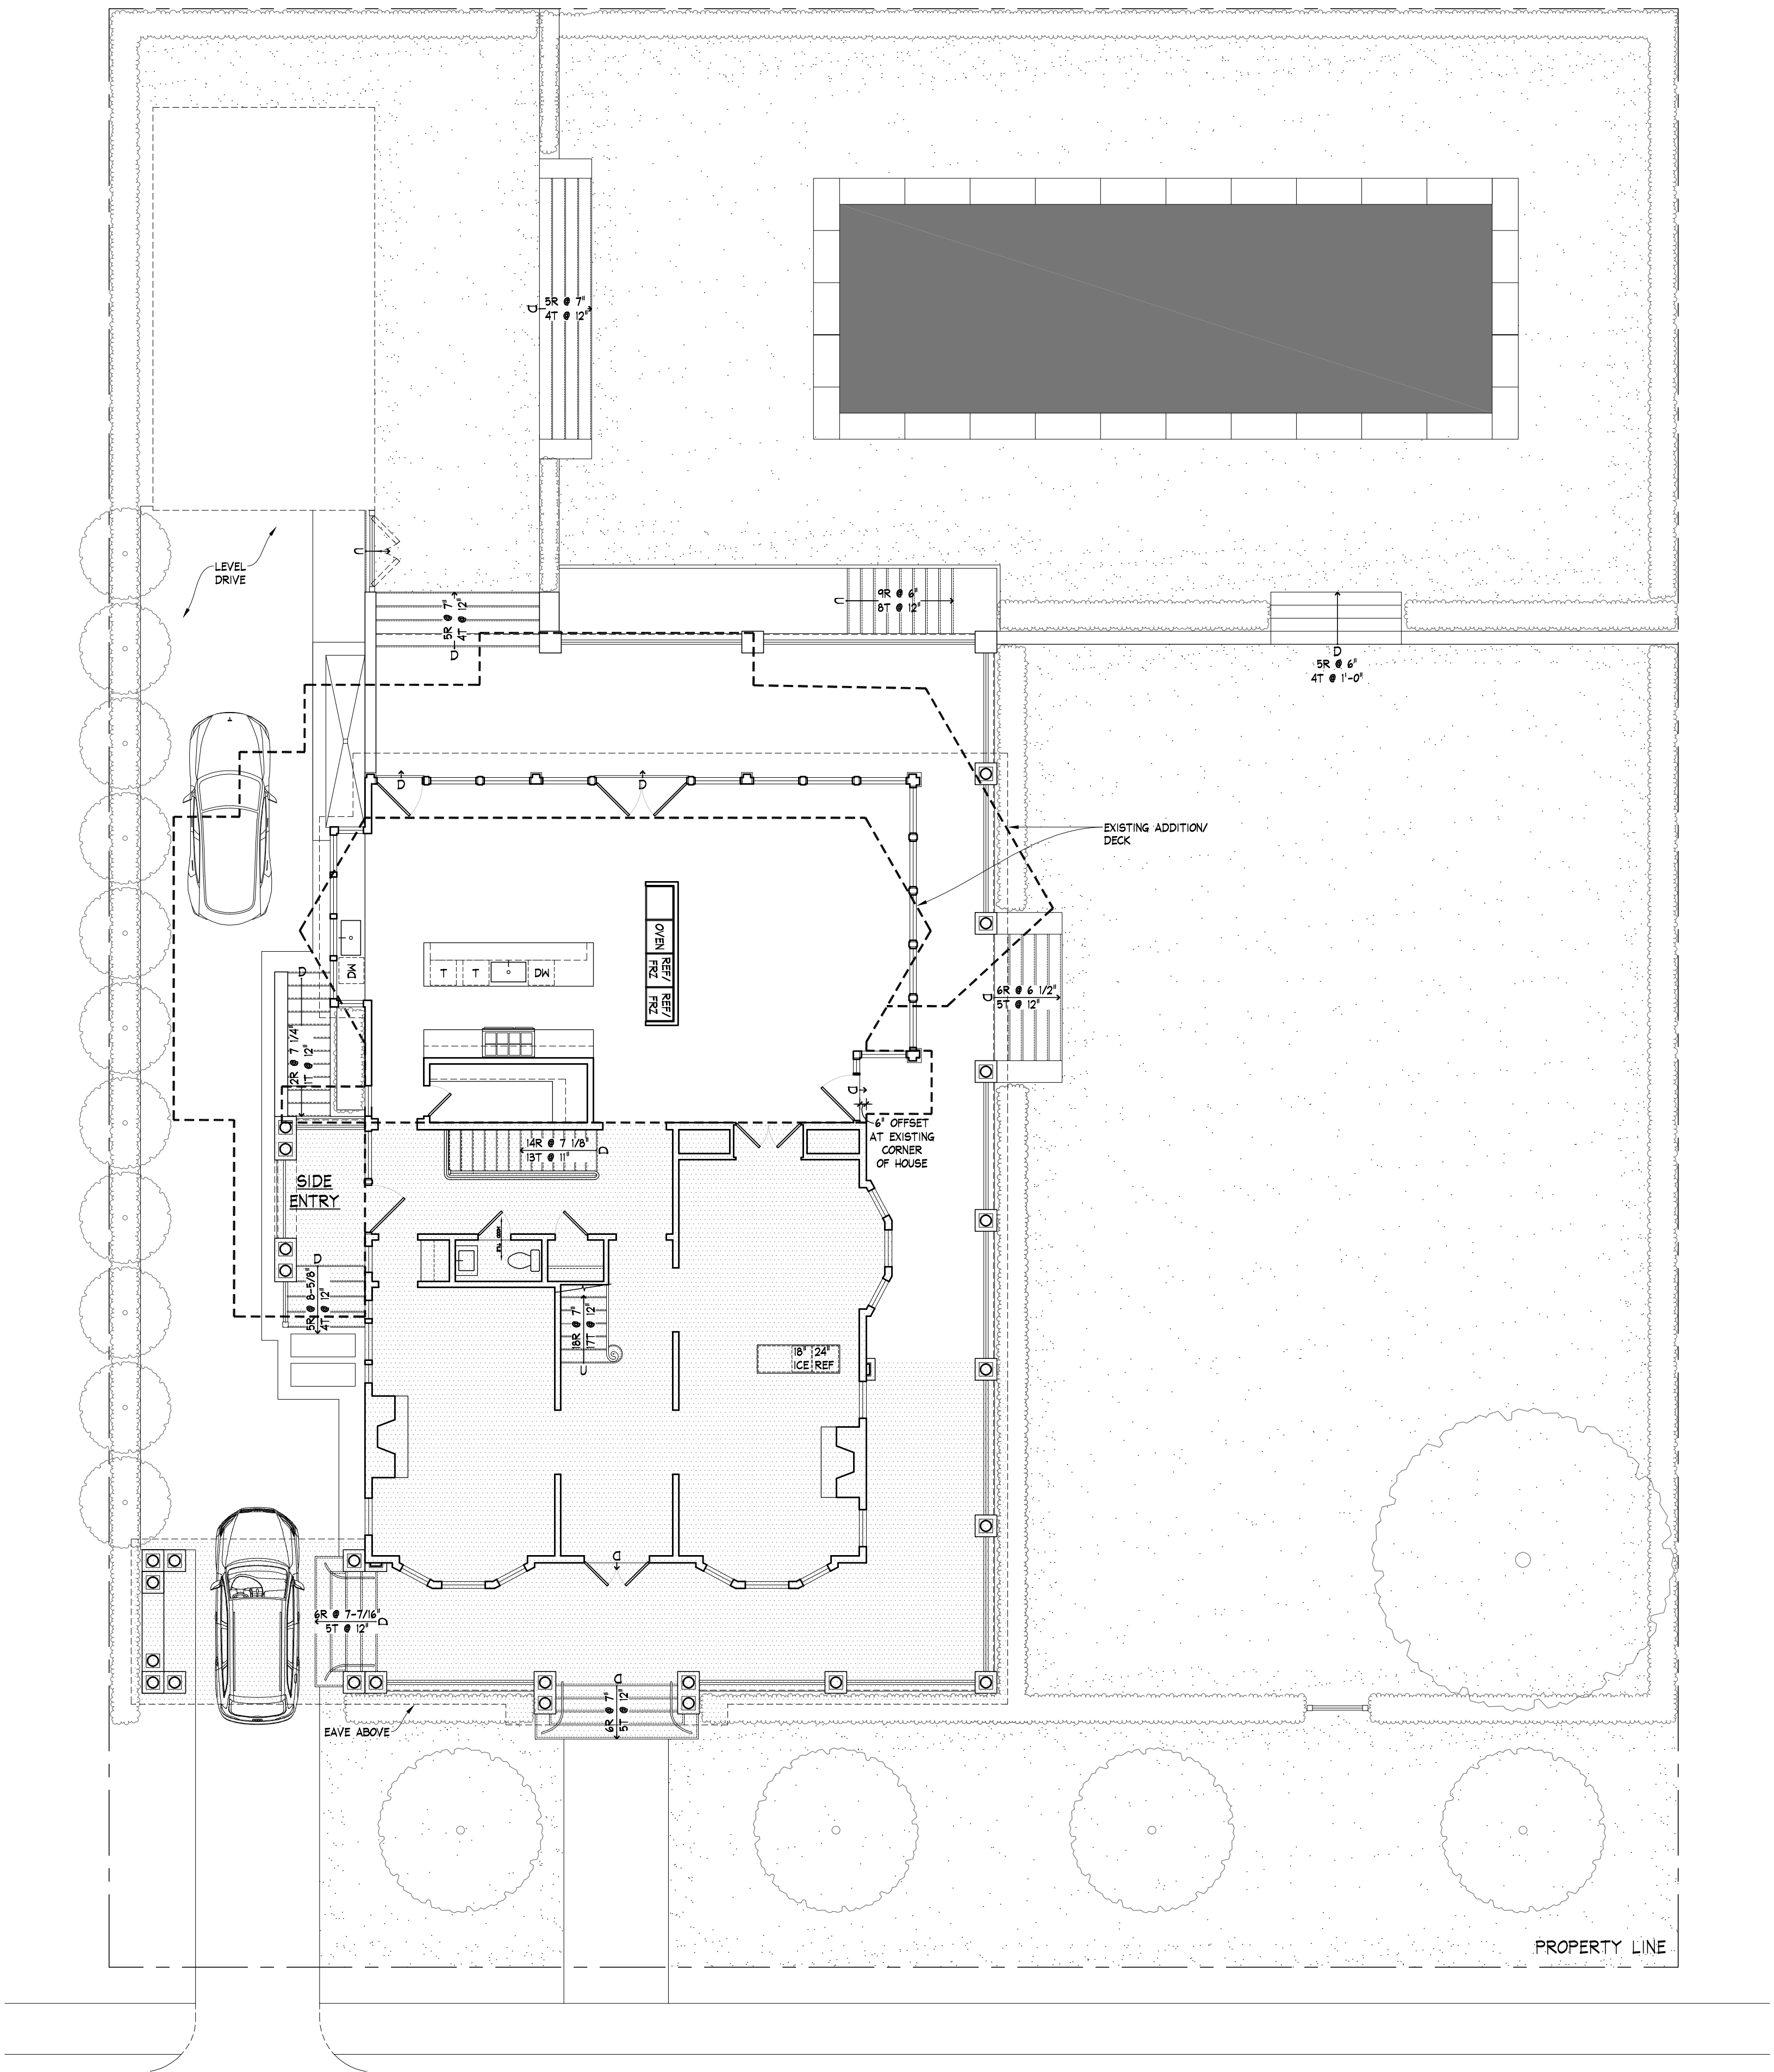 5R @ 7"
4T @ 12"
D
LEVEL
DRIVE
U
5R @ 7"
4T @ 12"
D
9R @ 6"
8T @ 12"
U
D
5R @ 6"
4T @ 1'-0"
D
D
EXISTING ADDITION/
DECK
OVEN
REF/
FRZ
REF/
FRZ
DW
T
T
DW
D
6R @ 6 1/2"
5T @ 12"
D
2R @ 7 1/4"
1T @ 12"
D
6" OFFSET
AT EXISTING
CORNER
OF HOUSE
D
14R @ 7 1/8"
13T @ 11"
D
SIDE
ENTRY
D
5R @ 8-5/8"
4T @ 12"
18R @ 7"
17T @ 12"
U
18" 24"
ICE REF
D
6R @ 7-7/16"
5T @ 12"
D
D
6R @ 7"
5T @ 12"
EAVE ABOVE
PROPERTY LINE